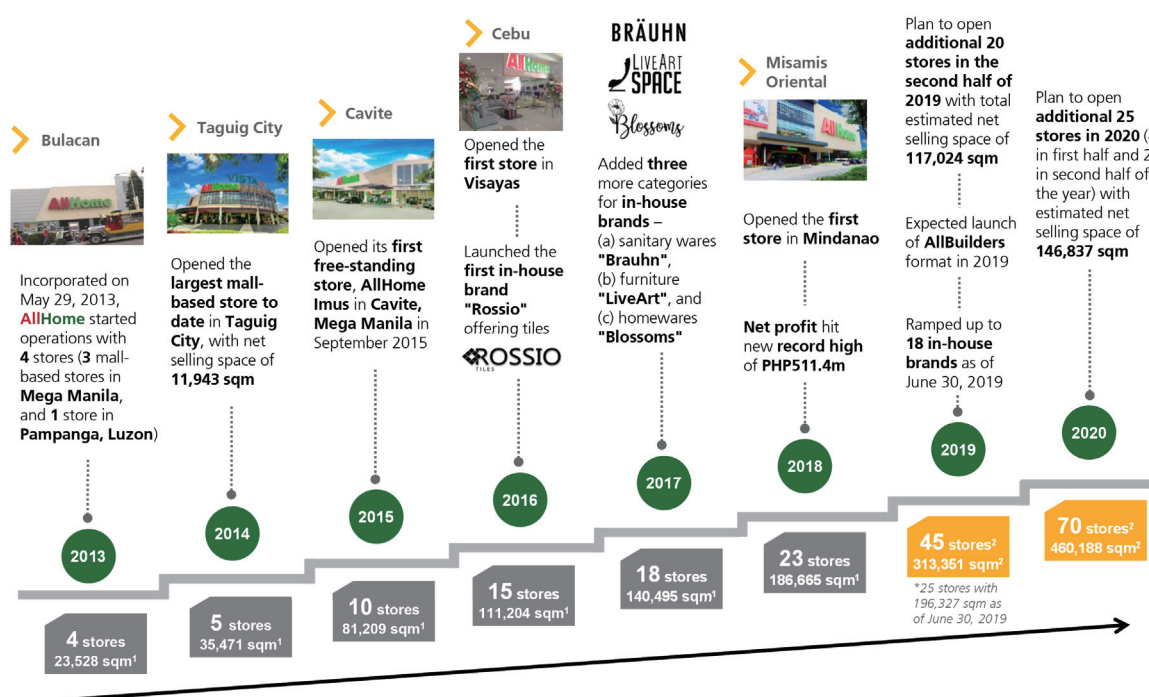 Bulacan
AllHome
Incorporated on
May 29, 2013,
AllHome started
operations with
4 stores (3 mall-
based stores in
Mega Manila,
and 1 store in
Pampanga, Luzon)
2013
4 stores
23,528 sqm¹
Taguig City
VISTA
AllHome
Opened the
largest mall-
based store to
date in Taguig
City, with net
selling space of
11,943 sqm
2014
5 stores
35,471 sqm¹
Cavite
AllHome
Opened its first
free-standing
store, AllHome
Imus in Cavite,
Mega Manila in
September 2015
2015
10 stores
81,209 sqm¹
Cebu
AllHome
Opened the
first store in
Visayas
Launched the
first in-house
brand
"Rossio"
offering tiles
ROSSIO
TILES
2016
15 stores
111,204 sqm¹
BRÄUHN
LIVEART
SPACE
Blossoms
Added three
more categories
for in-house
brands –
(a) sanitary wares
"Brauhn",
(b) furniture
"LiveArt", and
(c) homewares
"Blossoms"
2017
18 stores
140,495 sqm¹
Misamis
Oriental
AllHome
Opened the first
store in Mindanao
Net profit hit
new record high
of PHP511.4m
2018
23 stores
186,665 sqm¹
Plan to open
additional 20
stores in the
second half of
2019 with total
estimated net
selling space of
117,024 sqm
Expected launch
of AllBuilders
format in 2019
Ramped up to
18 in-house
brands as of
June 30, 2019
2019
45 stores²
313,351 sqm²
*25 stores with
196,327 sqm as
of June 30, 2019
Plan to open
additional 25
stores in 2020 (
in first half and 2
in second half of
the year) with
estimated net
selling space of
146,837 sqm
2020
70 stores²
460,188 sqm²